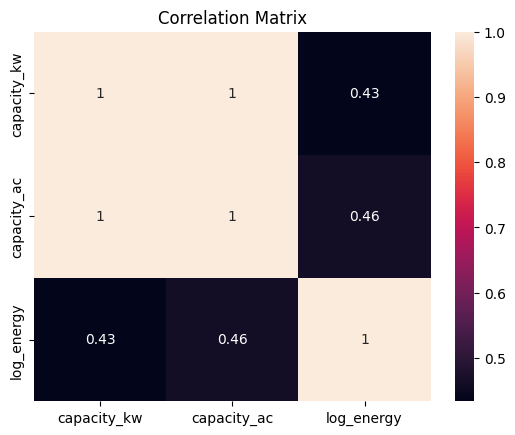 Correlation Matrix
capacity_kw 1 1 0.43
capacity_ac 1 1 0.46
log_energy 0.43 0.46 1
capacity_kw capacity_ac log_energy
1.0
0.9
0.8
0.7
0.6
0.5